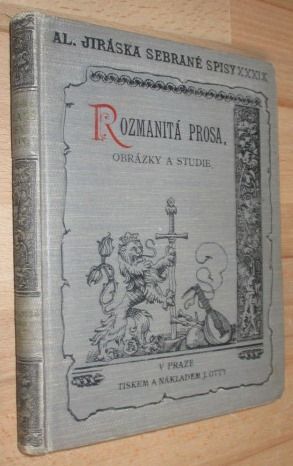 AL. JIRÁSKA SEBRANÉ SPISY XXXIX
ROZMANITÁ PROSA.
OBRÁZKY A STUDIE.
V PRAZE
TISKEM A NÁKLADEM J. OTTY